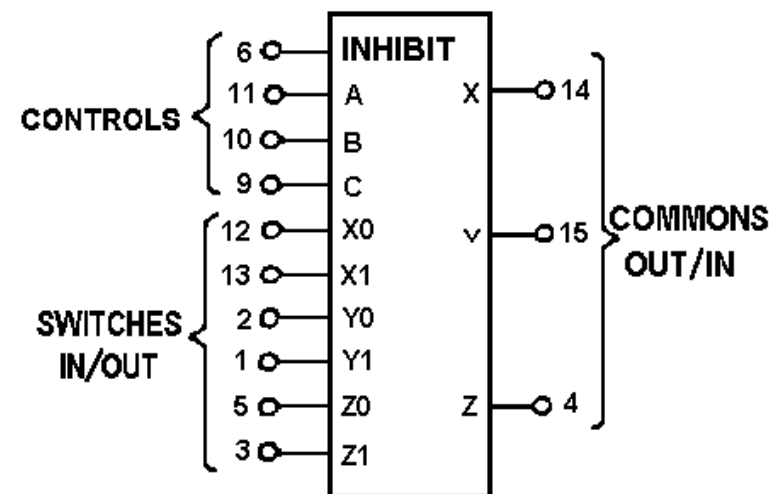 6 INHIBIT
11 A X 14
CONTROLS
10 B
9 C
12 X0
13 X1
Y 15
COMMONS
OUT/IN
SWITCHES
IN/OUT
2 Y0
1 Y1
5 Z0 Z 4
3 Z1